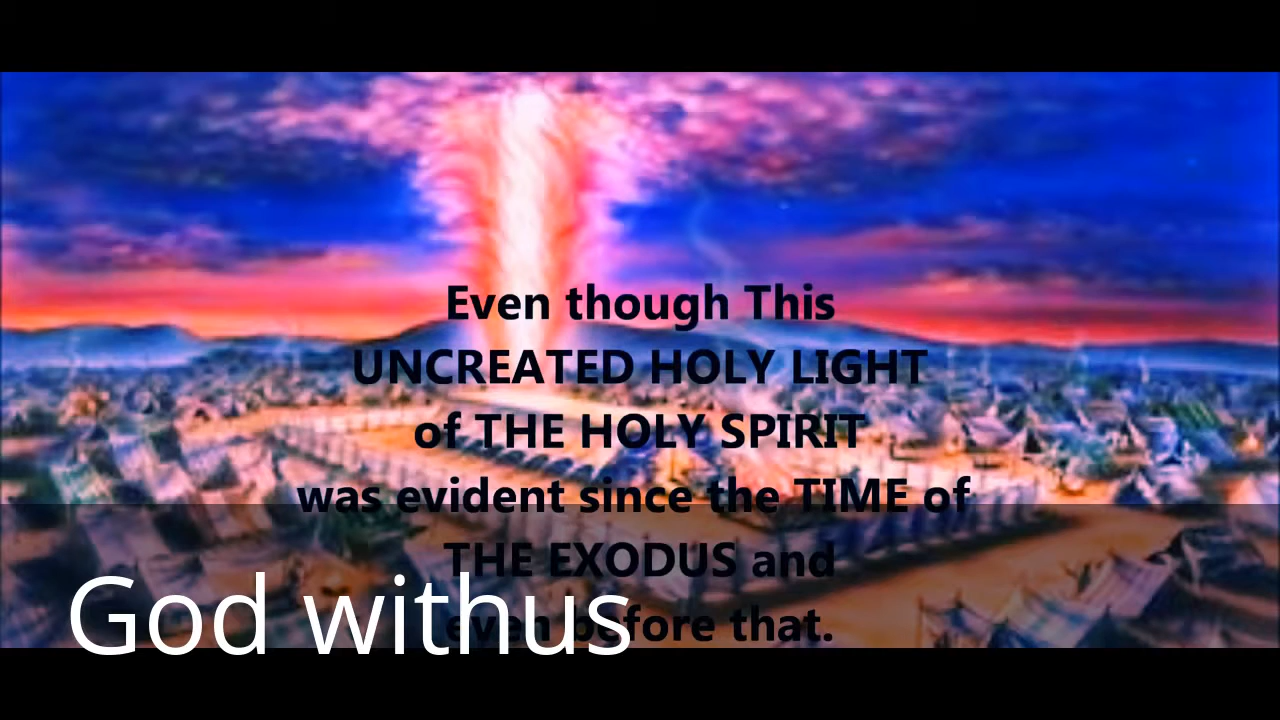 Even though This
UNCREATED HOLY LIGHT
of THE HOLY SPIRIT
was evident since the TIME of
THE EXODUS and
even before that.
God withus